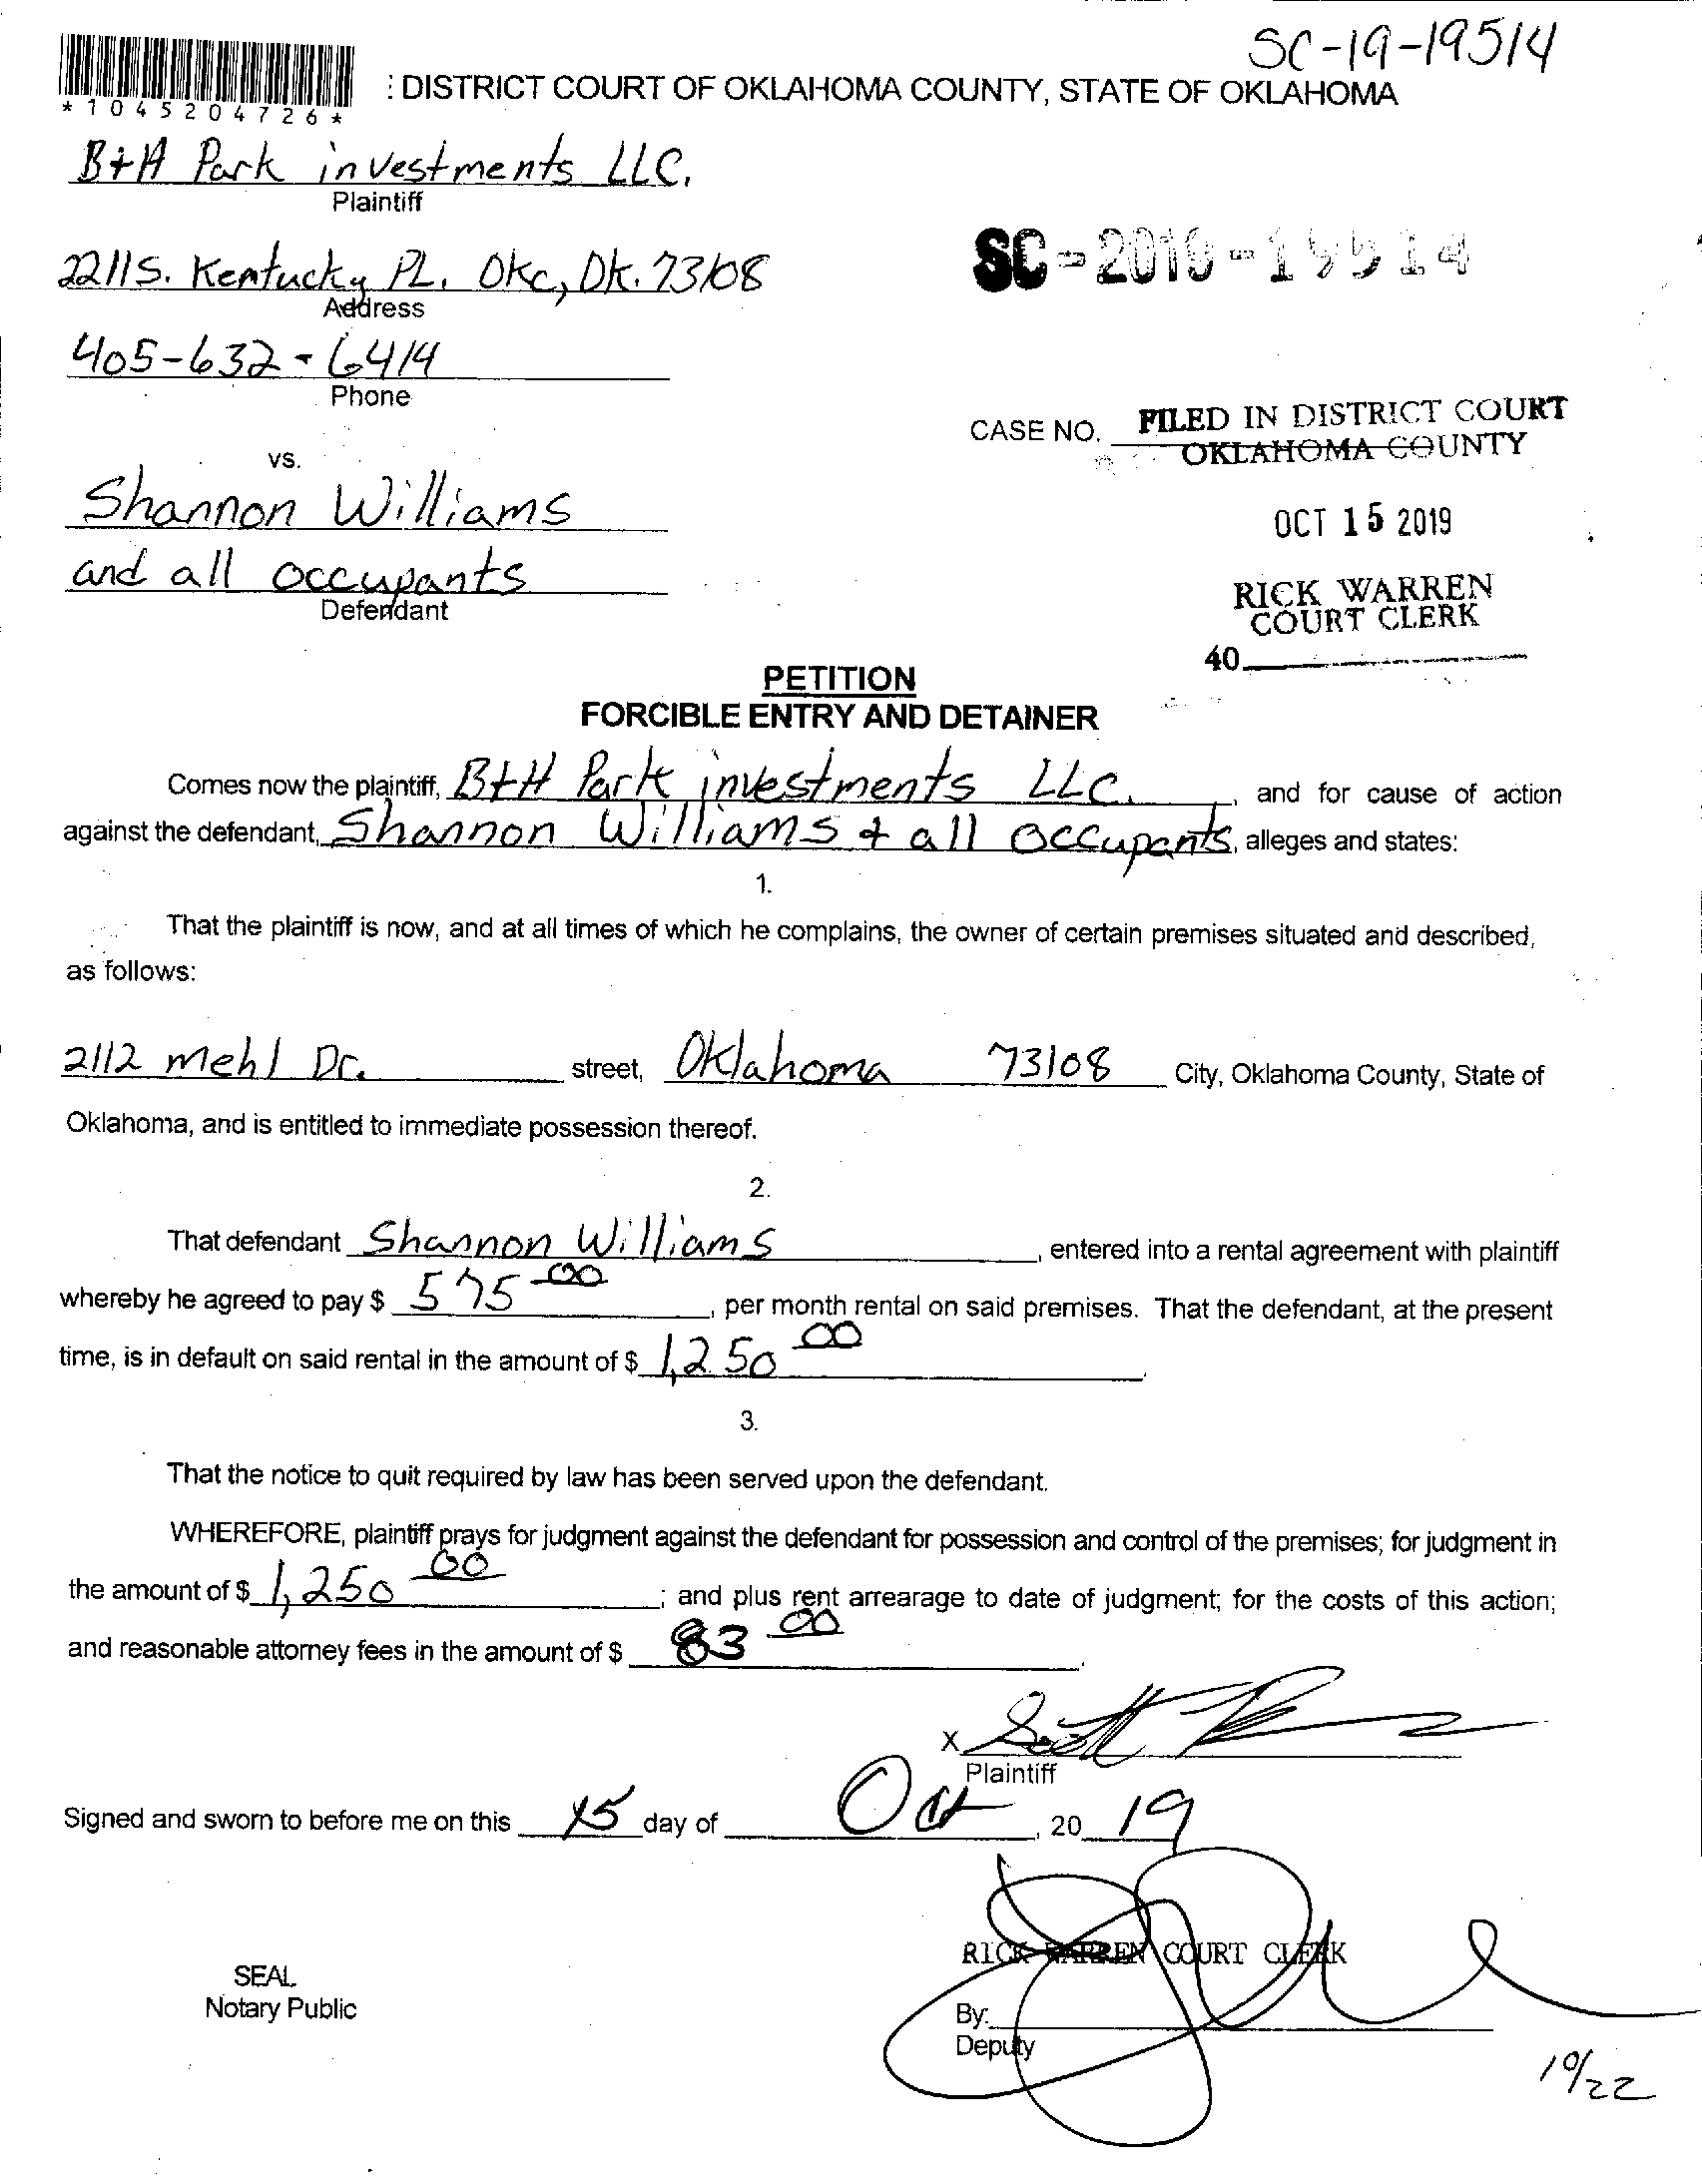 SC-19-19514
: DISTRICT COURT OF OKLAHOMA COUNTY, STATE OF OKLAHOMA
*1045204726*
B+H Park investments LLC.
Plaintiff
2211 S. Kentucky PL. OKC, OK. 73108
Address
SC-2019-19514
405-632-6414
Phone
CASE NO. FILED IN DISTRICT COURT
OKLAHOMA COUNTY
vs.
Shannon Williams
OCT 15 2019
and all occupants
Defendant
RICK WARREN
COURT CLERK
40
PETITION
FORCIBLE ENTRY AND DETAINER
Comes now the plaintiff, B+H Park investments LLC. , and for cause of action
against the defendant, Shannon Williams + all occupants, alleges and states:
1.
That the plaintiff is now, and at all times of which he complains, the owner of certain premises situated and described,
as follows:
2112 mehl Dr. street, Oklahoma 73108 City, Oklahoma County, State of
Oklahoma, and is entitled to immediate possession thereof.
2.
That defendant Shannon Williams , entered into a rental agreement with plaintiff
whereby he agreed to pay $ 575 00 , per month rental on said premises. That the defendant, at the present
time, is in default on said rental in the amount of $ 1,250 00 .
3.
That the notice to quit required by law has been served upon the defendant.
WHEREFORE, plaintiff prays for judgment against the defendant for possession and control of the premises; for judgment in
the amount of $ 1,250 00 ; and plus rent arrearage to date of judgment; for the costs of this action;
and reasonable attorney fees in the amount of $ 83 00 .
X
Plaintiff
Signed and sworn to before me on this 15 day of Oct , 20 19
RICK WARREN COURT CLERK
SEAL
Notary Public
By:
Deputy
10/22